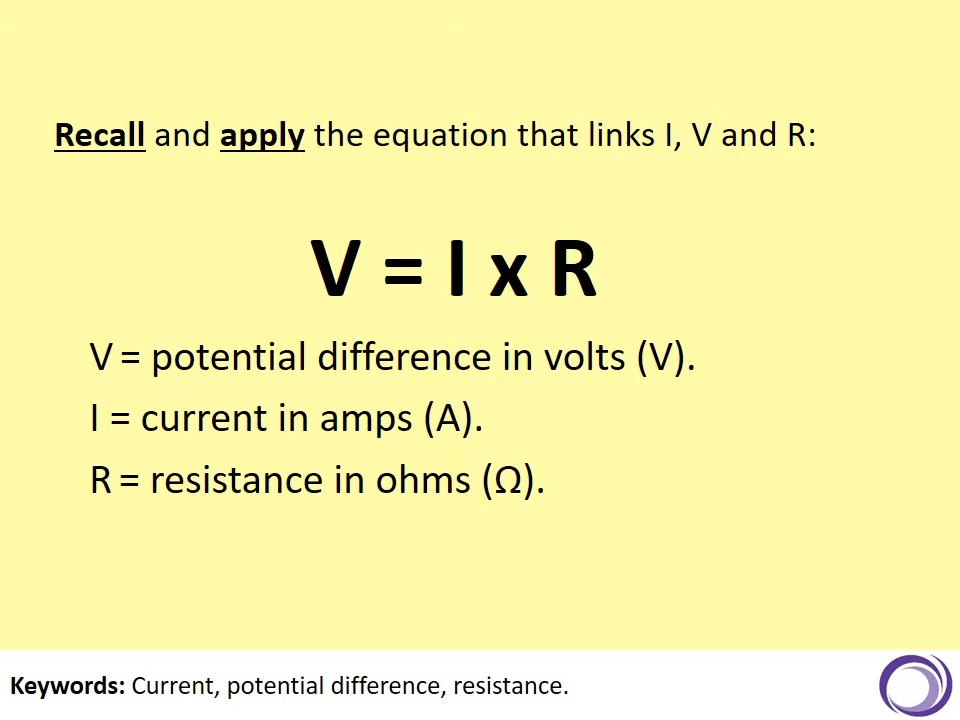 Recall and apply the equation that links I, V and R:
V = I x R
V = potential difference in volts (V).
I = current in amps (A).
R = resistance in ohms (Ω).
Keywords: Current, potential difference, resistance.